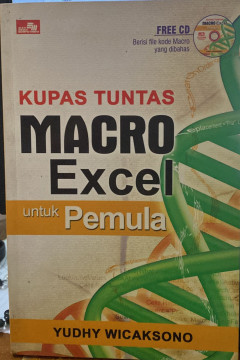 FREE CD
Berisi file kode Macro
yang dibahas
KUPAS TUNTAS
MACRO
Excel
untuk Pemula
YUDHY WICAKSONO